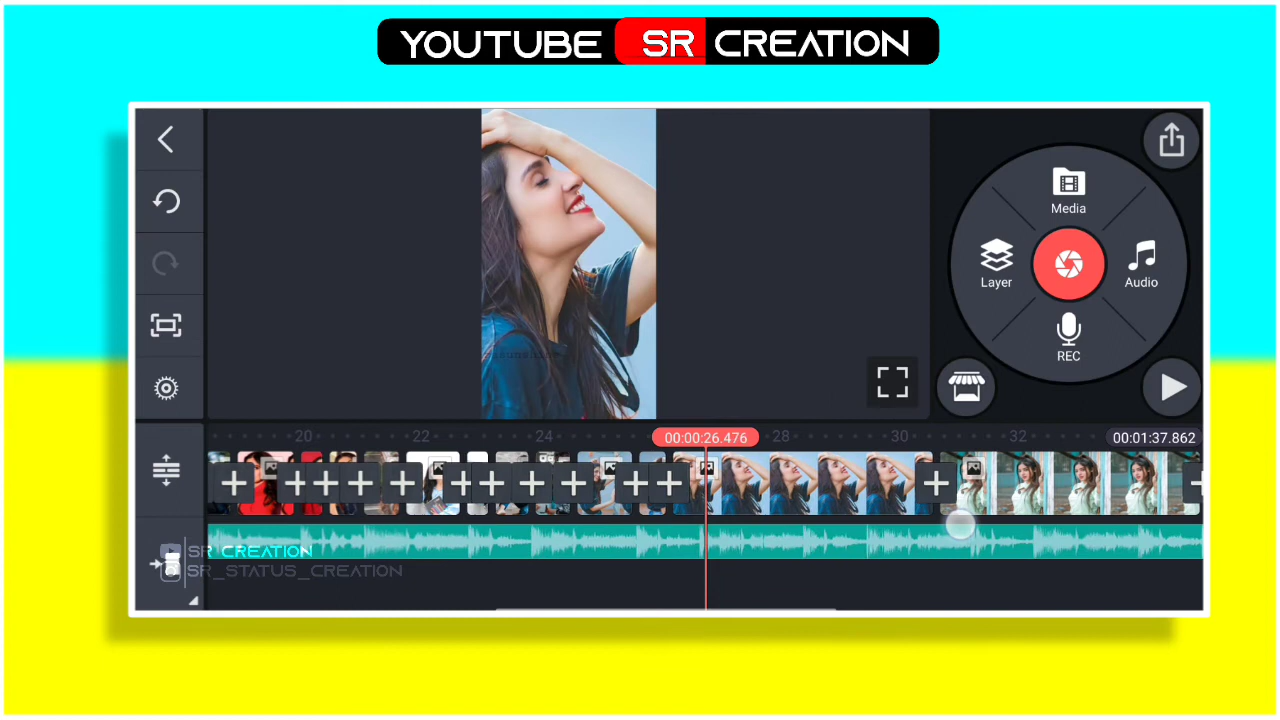 YOUTUBE SR CREATION
Media
Layer
Audio
REC
20 22 24 00:00:26.476 28 30 32 00:01:37.862
SR CREATION
SR_STATUS_CREATION